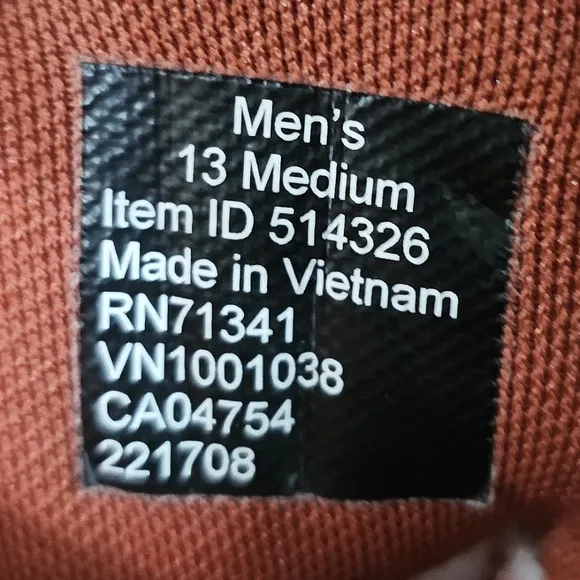 Men's
13 Medium
Item ID 514326
Made in Vietnam
RN71341
VN1001038
CA04754
221708